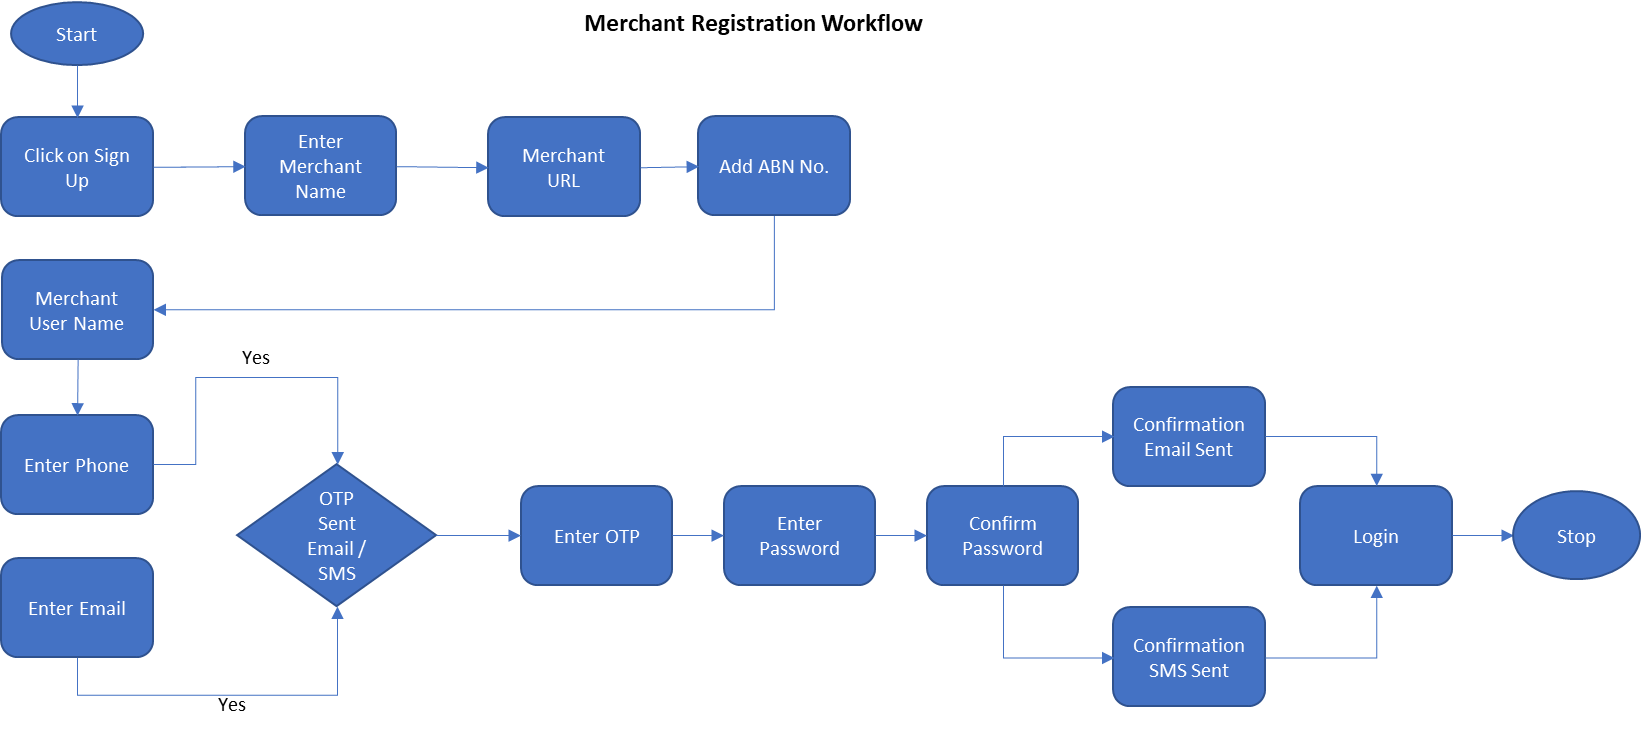 Merchant Registration Workflow
Start
Click on Sign
Up
Enter
Merchant
Name
Merchant
URL
Add ABN No.
Merchant
User Name
Yes
Enter Phone
OTP
Sent
Email /
SMS
Enter Email
Yes
Enter OTP
Enter
Password
Confirm
Password
Confirmation
Email Sent
Confirmation
SMS Sent
Login
Stop